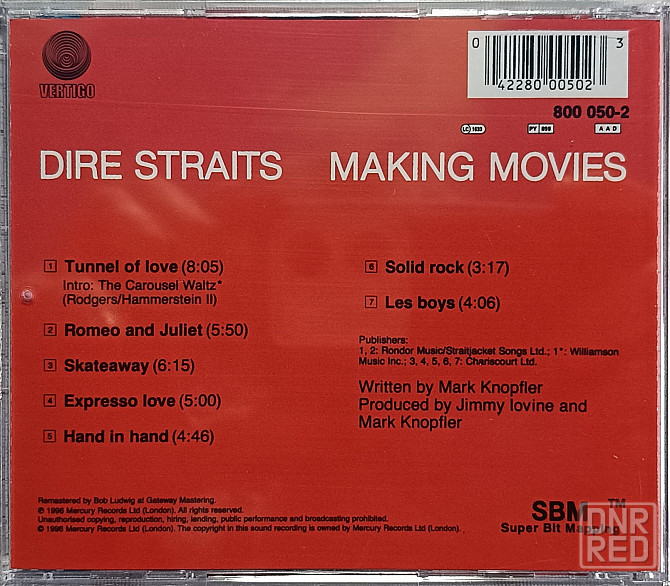 VERTIGO
0 42280 00502 3
800 050-2
LC 1633 PY 899 AAD
DIRE STRAITS MAKING MOVIES
1 Tunnel of love (8:05)
Intro: The Carousel Waltz*
(Rodgers/Hammerstein II)
2 Romeo and Juliet (5:50)
3 Skateaway (6:15)
4 Expresso love (5:00)
5 Hand in hand (4:46)
6 Solid rock (3:17)
7 Les boys (4:06)
Publishers:
1, 2: Rondor Music/Straitjacket Songs Ltd.; 1*: Williamson
Music Inc.; 3, 4, 5, 6, 7: Chariscourt Ltd.
Written by Mark Knopfler
Produced by Jimmy Iovine and
Mark Knopfler
Remastered by Bob Ludwig at Gateway Mastering.
℗ 1996 Mercury Records Ltd (London). All rights reserved.
Unauthorised copying, reproduction, hiring, lending, public performance and broadcasting prohibited.
© 1996 Mercury Records Ltd (London). The copyright in this sound recording is owned by Mercury Records Ltd (London).
SBM TM
Super Bit Mapping
DNR
RED